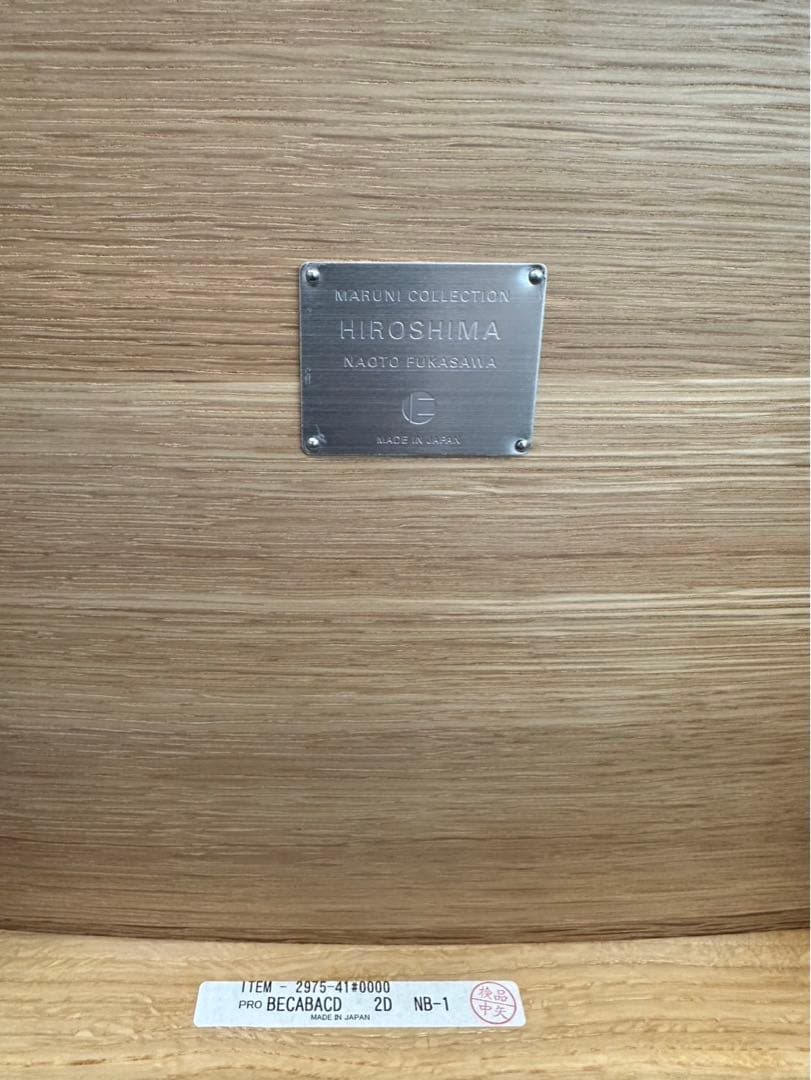 MARUNI COLLECTION
HIROSHIMA
NAOTO FUKASAWA
MADE IN JAPAN
ITEM - 2975-41#0000
PRO BECABACD 2D NB-1
MADE IN JAPAN
検品
中矢